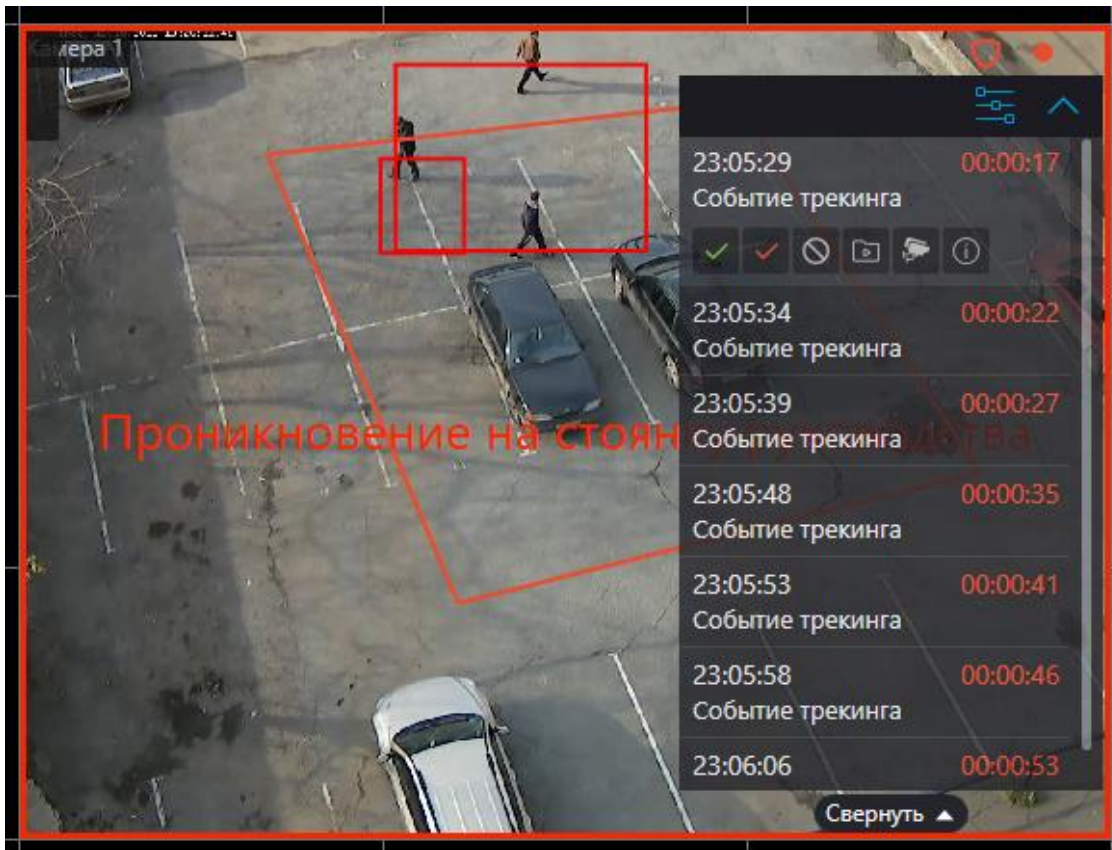 Камера 1
23:05:29 00:00:17
Событие трекинга
23:05:34 00:00:22
Событие трекинга
23:05:39 00:00:27
Событие трекинга
Проникновение на
23:05:48 00:00:35
Событие трекинга
23:05:53 00:00:41
Событие трекинга
23:05:58 00:00:46
Событие трекинга
23:06:06 00:00:53
Свернуть